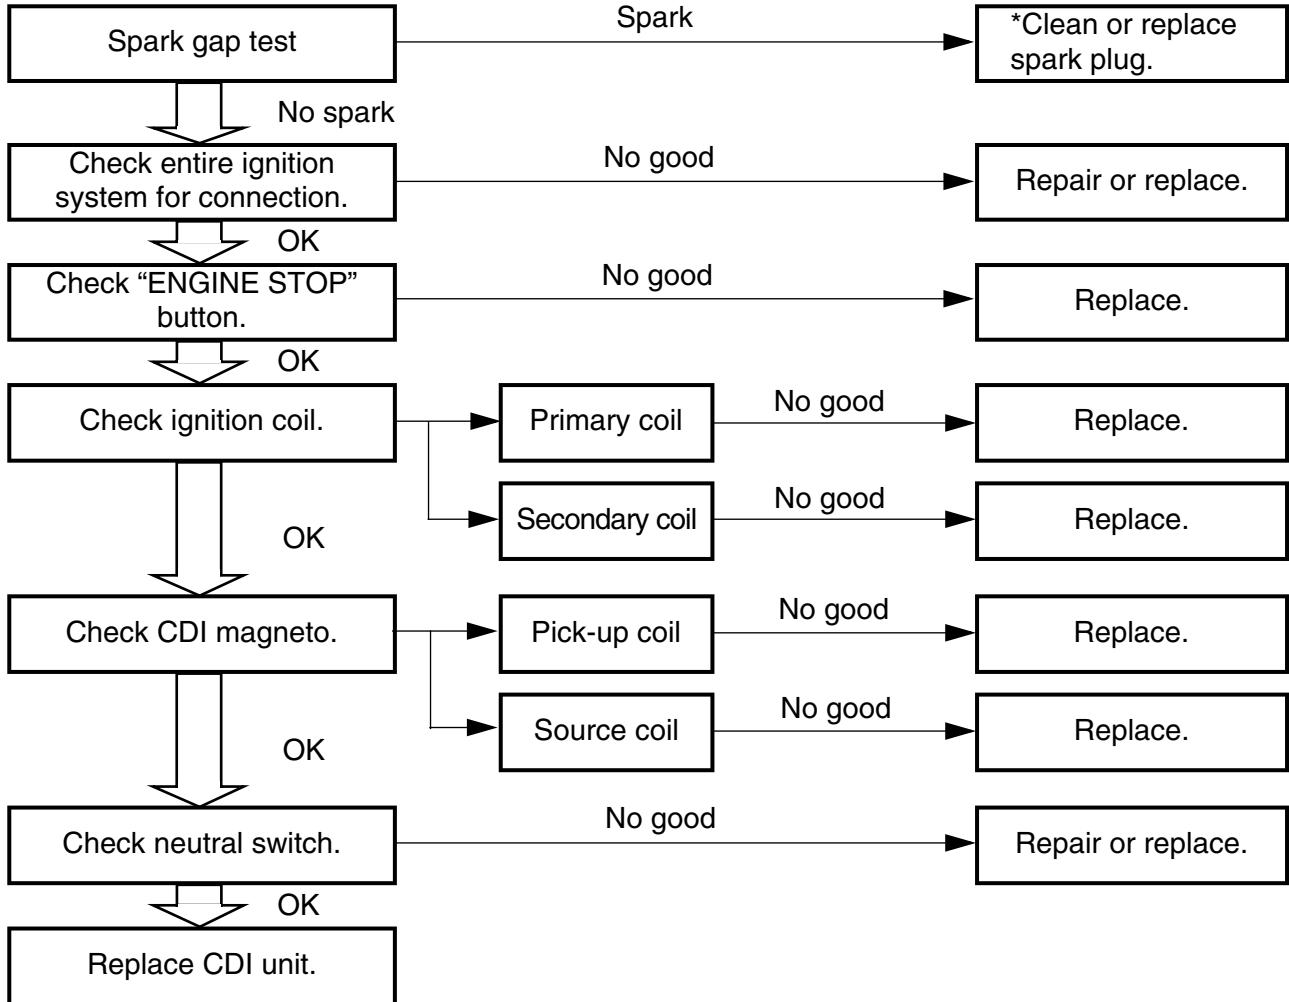 Spark gap test
Spark
*Clean or replace
spark plug.
No spark
Check entire ignition
system for connection.
No good
Repair or replace.
OK
Check “ENGINE STOP”
button.
No good
Replace.
OK
Check ignition coil.
Primary coil
No good
Replace.
Secondary coil
No good
Replace.
OK
Check CDI magneto.
Pick-up coil
No good
Replace.
Source coil
No good
Replace.
OK
Check neutral switch.
No good
Repair or replace.
OK
Replace CDI unit.